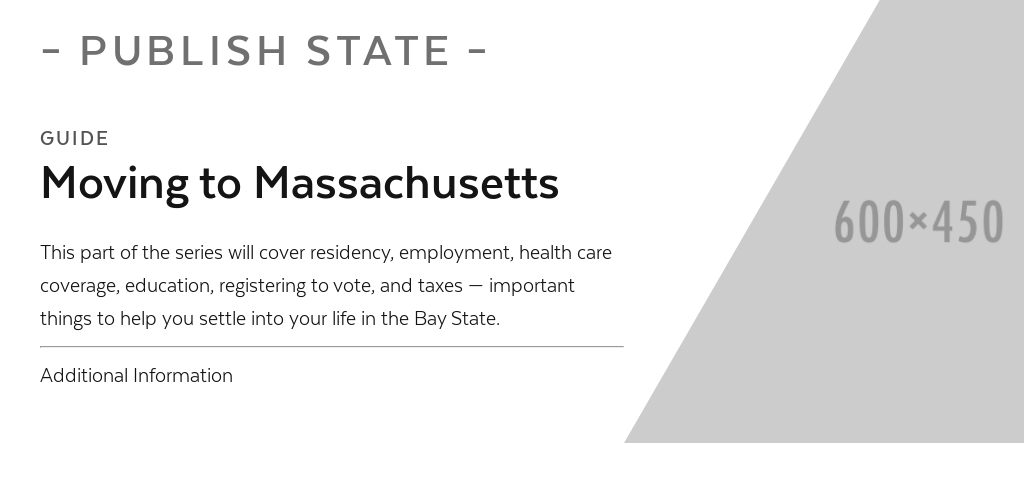 - PUBLISH STATE -
GUIDE
Moving to Massachusetts
This part of the series will cover residency, employment, health care
coverage, education, registering to vote, and taxes — important
things to help you settle into your life in the Bay State.
Additional Information
600×450